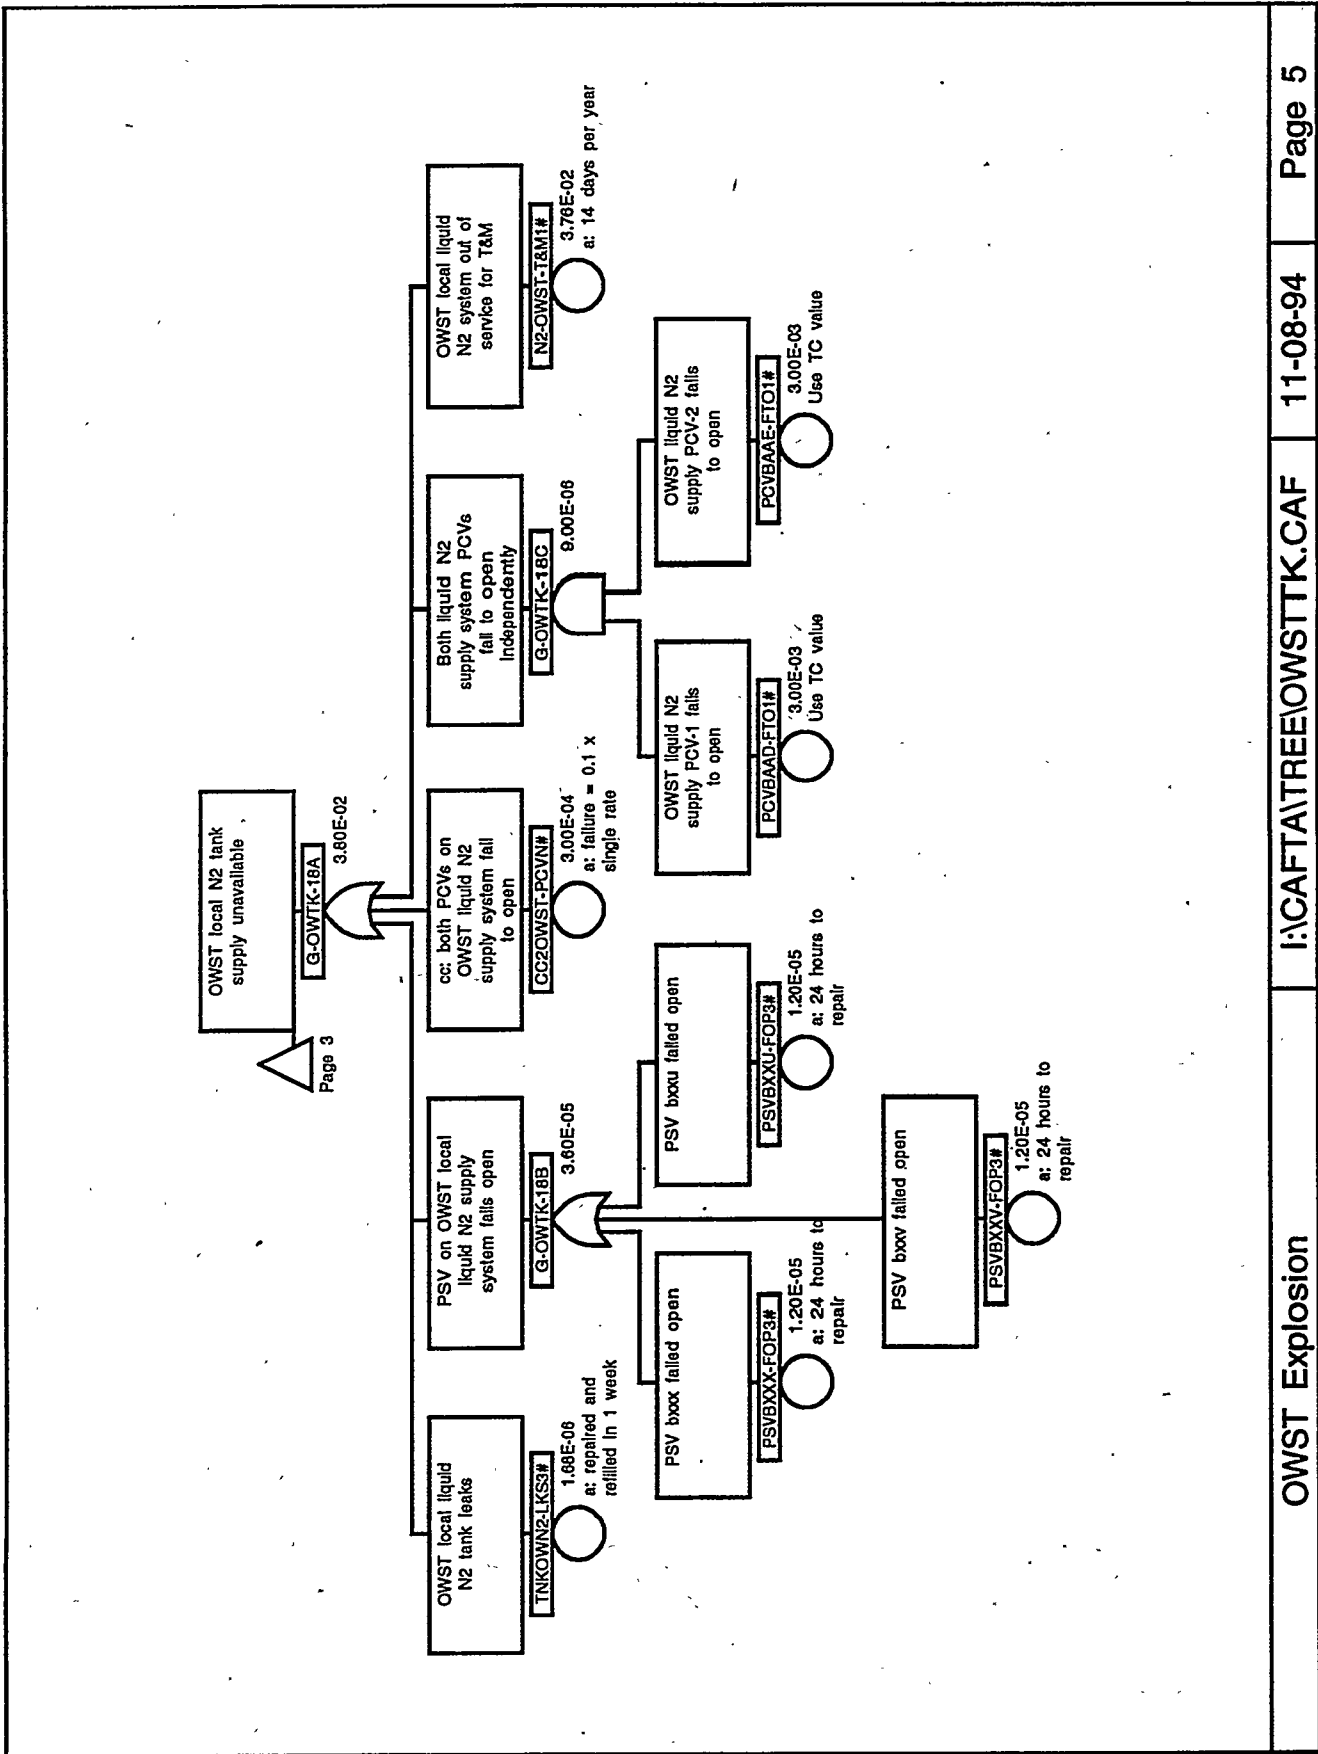 OWST local N2 tank
supply unavailable
G-OWTK-18A
3.80E-02
Page 3
OWST local liquid
N2 tank leaks
TNKOWN2-LKS3#
1.68E-06
a: repaired and
refilled in 1 week
PSV on OWST local
liquid N2 supply
system fails open
G-OWTK-18B
3.60E-05
cc: both PCVs on
OWST liquid N2
supply system fail
to open
CC2OWST-PCVN#
3.00E-04
a: failure = 0.1 x
single rate
Both liquid N2
supply system PCVs
fail to open
Independently
G-OWTK-18C
9.00E-06
OWST local liquid
N2 system out of
service for T&M
N2-OWST-T&M1#
3.76E-02
a: 14 days per year
PSV bxxx failed open
PSVBXXX-FOP3#
1.20E-05
a: 24 hours to
repair
PSV bxxu failed open
PSVBXXU-FOP3#
1.20E-05
a: 24 hours to
repair
OWST liquid N2
supply PCV-1 fails
to open
PCVBAAD-FTO1#
3.00E-03
Use TC value
OWST liquid N2
supply PCV-2 fails
to open
PCVBAAE-FTO1#
3.00E-03
Use TC value
PSV bxxv failed open
PSVBXXV-FOP3#
1.20E-05
a: 24 hours to
repair
OWST Explosion
I:\CAFTA\TREE\OWSTTK.CAF
11-08-94
Page 5